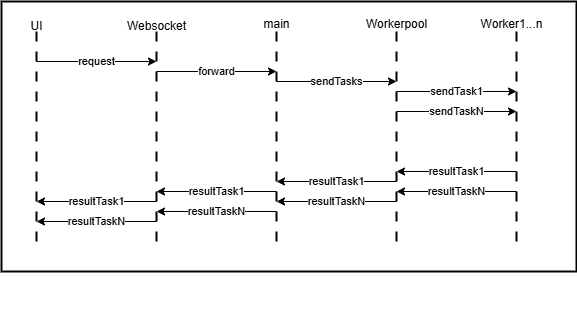 UI
Websocket
main
Workerpool
Worker1...n
request
forward
sendTasks
sendTask1
sendTaskN
resultTask1
resultTask1
resultTask1
resultTaskN
resultTask1
resultTaskN
resultTaskN
resultTaskN